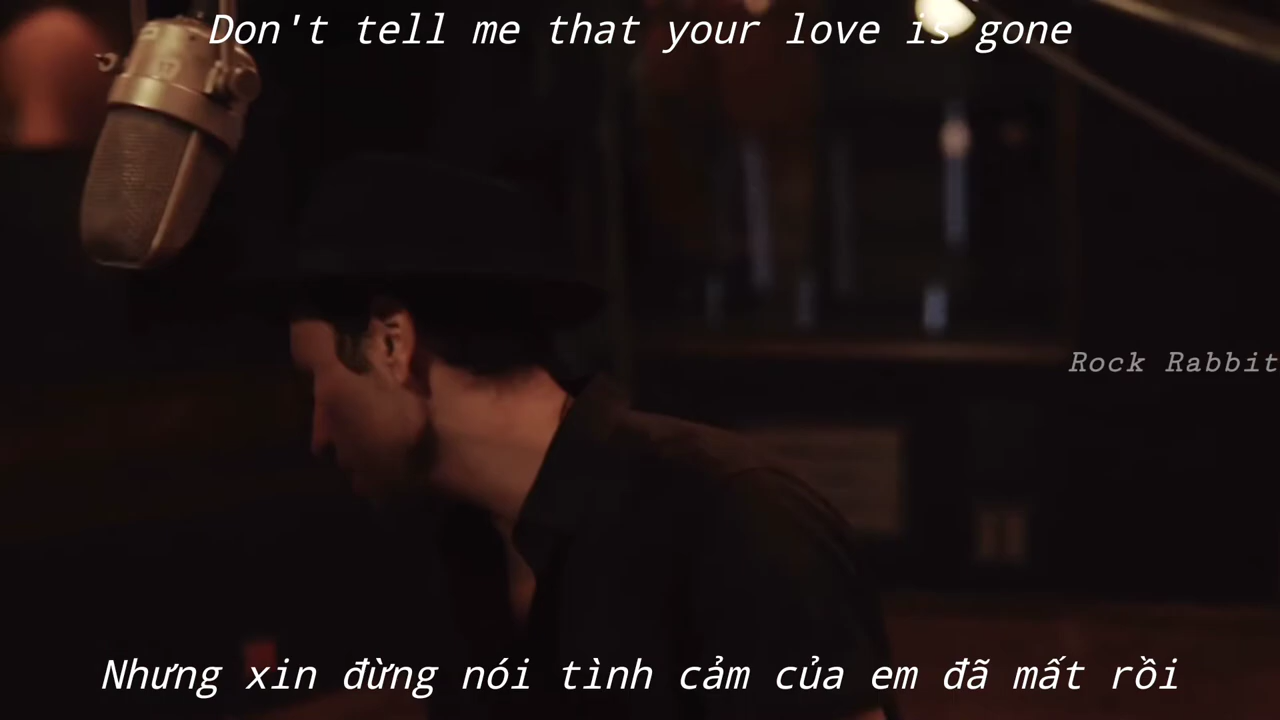 Don't tell me that your love is gone
Rock Rabbit
Nhưng xin đừng nói tình cảm của em đã mất rồi